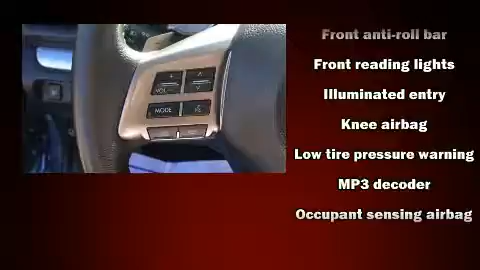 Front anti-roll bar
Front reading lights
Illuminated entry
Knee airbag
Low tire pressure warning
MP3 decoder
Occupant sensing airbag
+
VOL
-
MODE